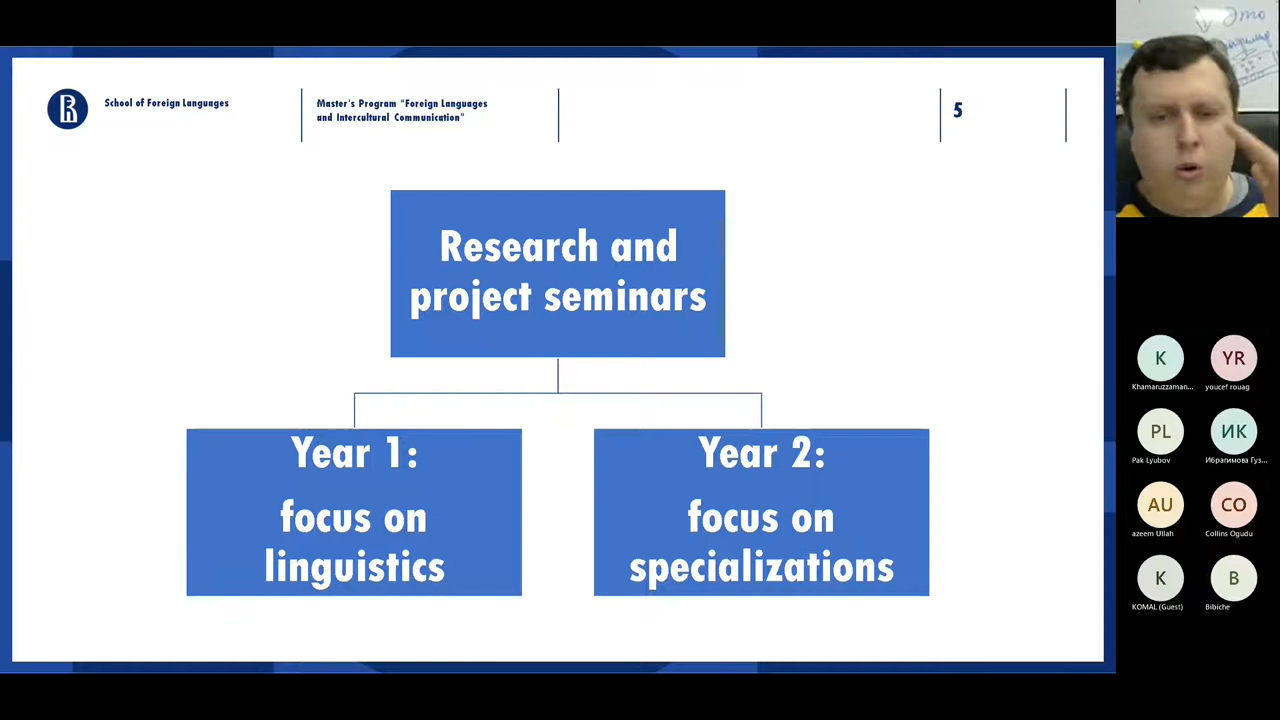 School of Foreign Languages
Master's Program "Foreign Languages
and Intercultural Communication"
5
Research and
project seminars
Year 1:
focus on
linguistics
Year 2:
focus on
specializations
Это
K
Khamaruzzaman...
YR
youcef rouag
PL
Pak Lyubov
ИК
Ибрагимова Гуз...
AU
azeem Ullah
CO
Collins Ogudu
K
KOMAL (Guest)
B
Bibiche